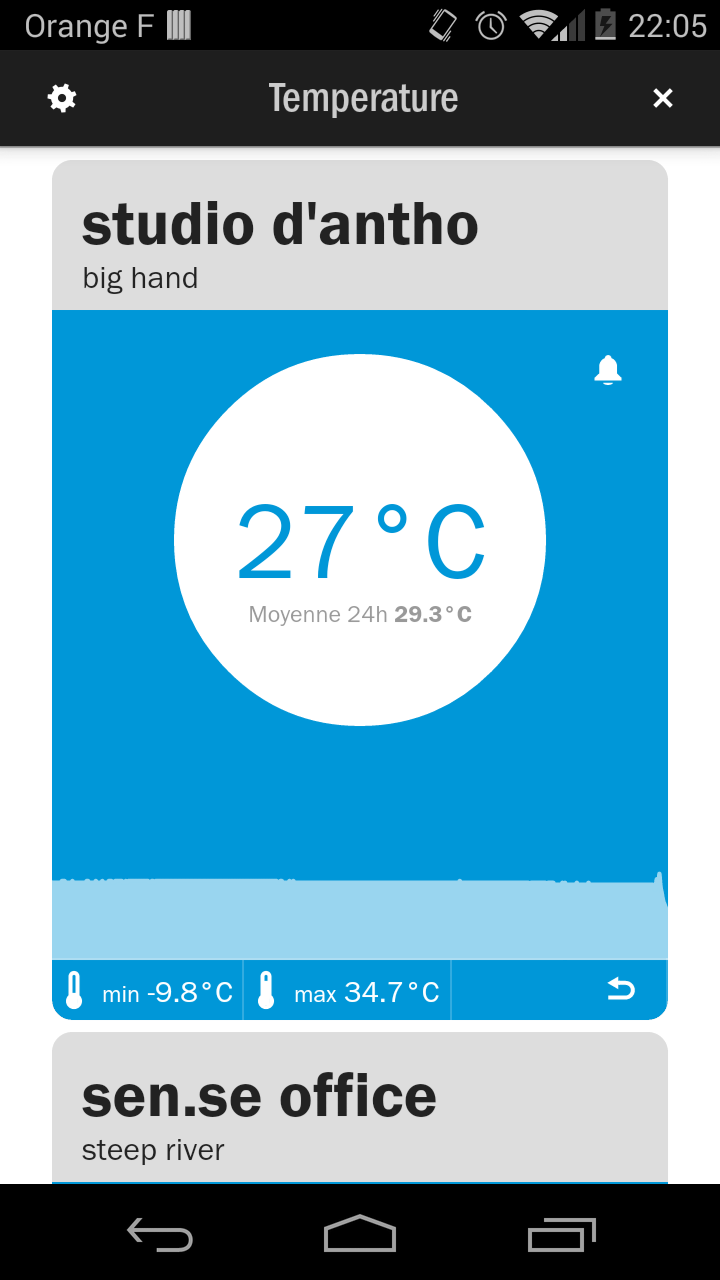 Orange F 22:05
Temperature
studio d'antho
big hand
27°C
Moyenne 24h 29.3°C
min -9.8°C max 34.7°C
sen.se office
steep river